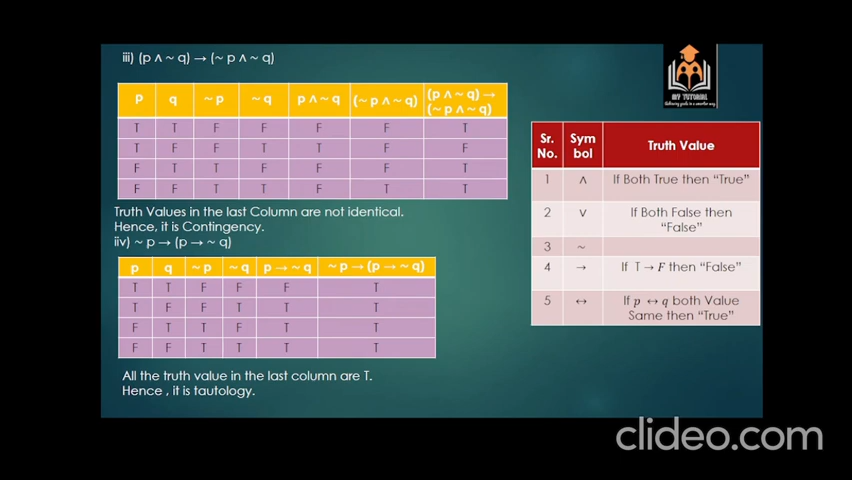 iii) (p ∧ ~ q) → (~ p ∧ ~ q)
p q ~ p ~ q p ∧ ~ q (~ p ∧ ~ q) (p ∧ ~ q) → (~ p ∧ ~ q)
T T F F F F T
T F F T T F F
F T T F F F T
F F T T F T T
Truth Values in the last Column are not identical.
Hence, it is Contingency.
iiv) ~ p → (p → ~ q)
p q ~ p ~ q p → ~ q ~ p → (p → ~ q)
T T F F F T
T F F T T T
F T T F T T
F F T T T T
All the truth value in the last column are T.
Hence , it is tautology.
MY TUTORIAL
Sr. No. Sym bol Truth Value
1 ∧ If Both True then “True”
2 ∨ If Both False then “False”
3 ~
4 → If T → F then “False”
5 ↔ If p ↔ q both Value Same then “True”
clideo.com